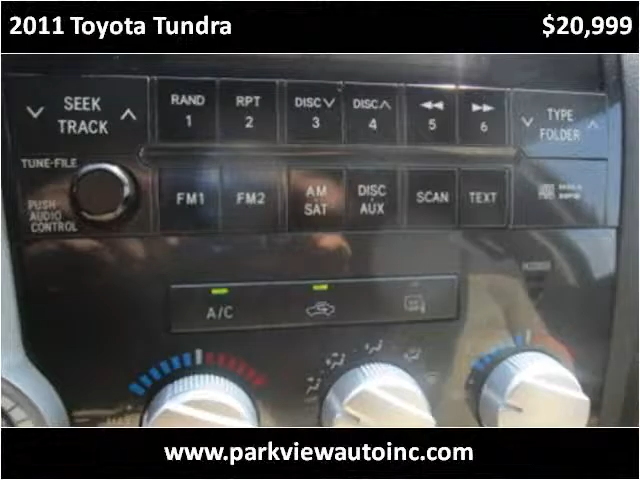 2011 Toyota Tundra
$20,999
SEEK
TRACK
RAND
1
RPT
2
DISC
3
DISC
4
5
6
TYPE
FOLDER
TUNE·FILE
PUSH
AUDIO
CONTROL
FM1
FM2
AM
SAT
DISC
AUX
SCAN
TEXT
A/C
www.parkviewautoinc.com